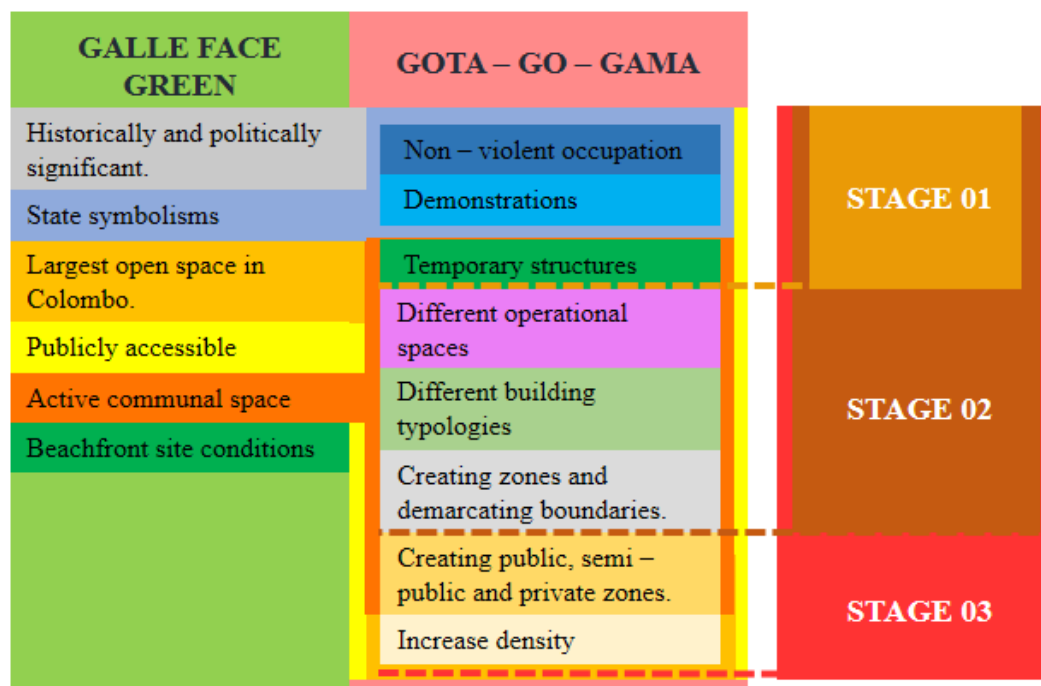 GALLE FACE
GREEN
Historically and politically
significant.
State symbolisms
Largest open space in
Colombo.
Publicly accessible
Active communal space
Beachfront site conditions
GOTA – GO – GAMA
Non – violent occupation
Demonstrations
Temporary structures
Different operational
spaces
Different building
typologies
Creating zones and
demarcating boundaries.
Creating public, semi –
public and private zones.
Increase density
STAGE 01
STAGE 02
STAGE 03